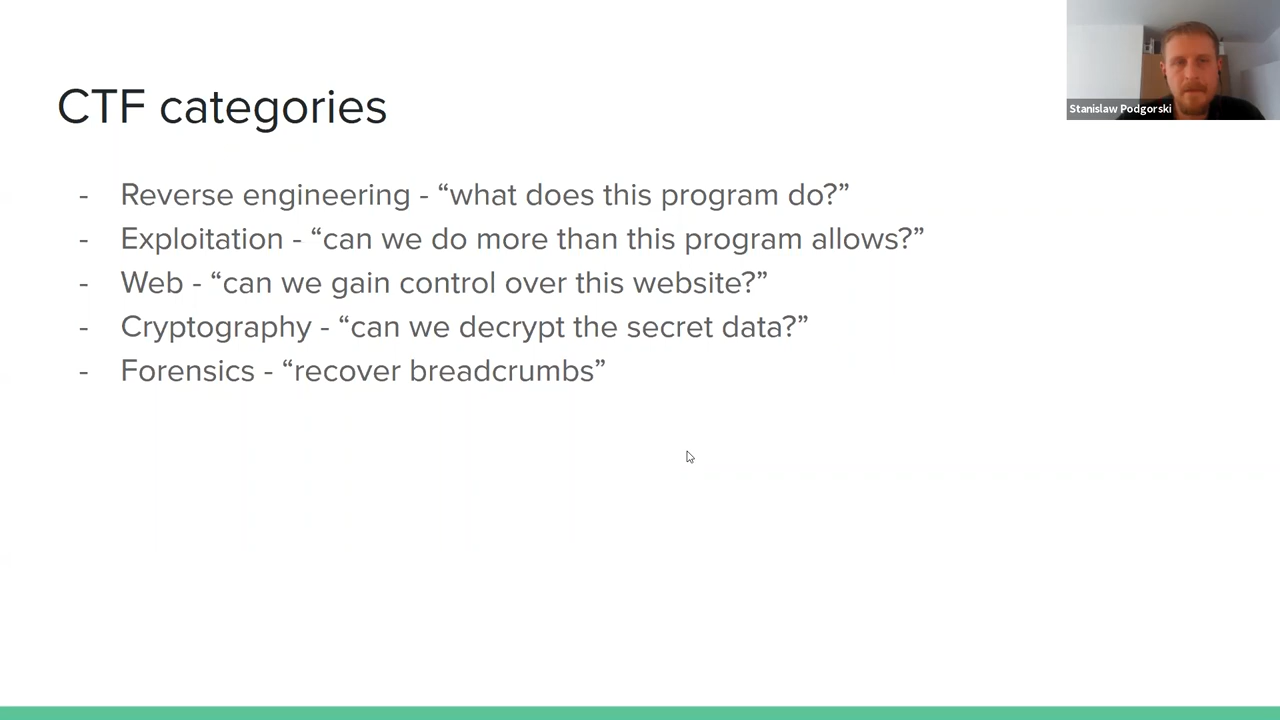 CTF categories
Stanislaw Podgorski
- Reverse engineering - “what does this program do?”
- Exploitation - “can we do more than this program allows?”
- Web - “can we gain control over this website?”
- Cryptography - “can we decrypt the secret data?”
- Forensics - “recover breadcrumbs”